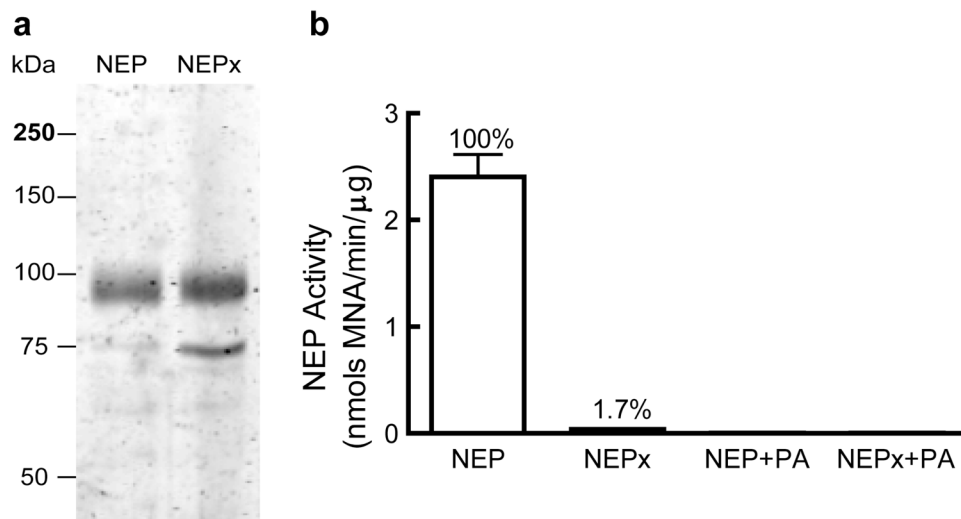 a
kDa NEP NEPx
250
150
100
75
50
b
NEP Activity
(nmols MNA/min/μg)
3
2
1
0
100%
1.7%
NEP NEPx NEP+PA NEPx+PA